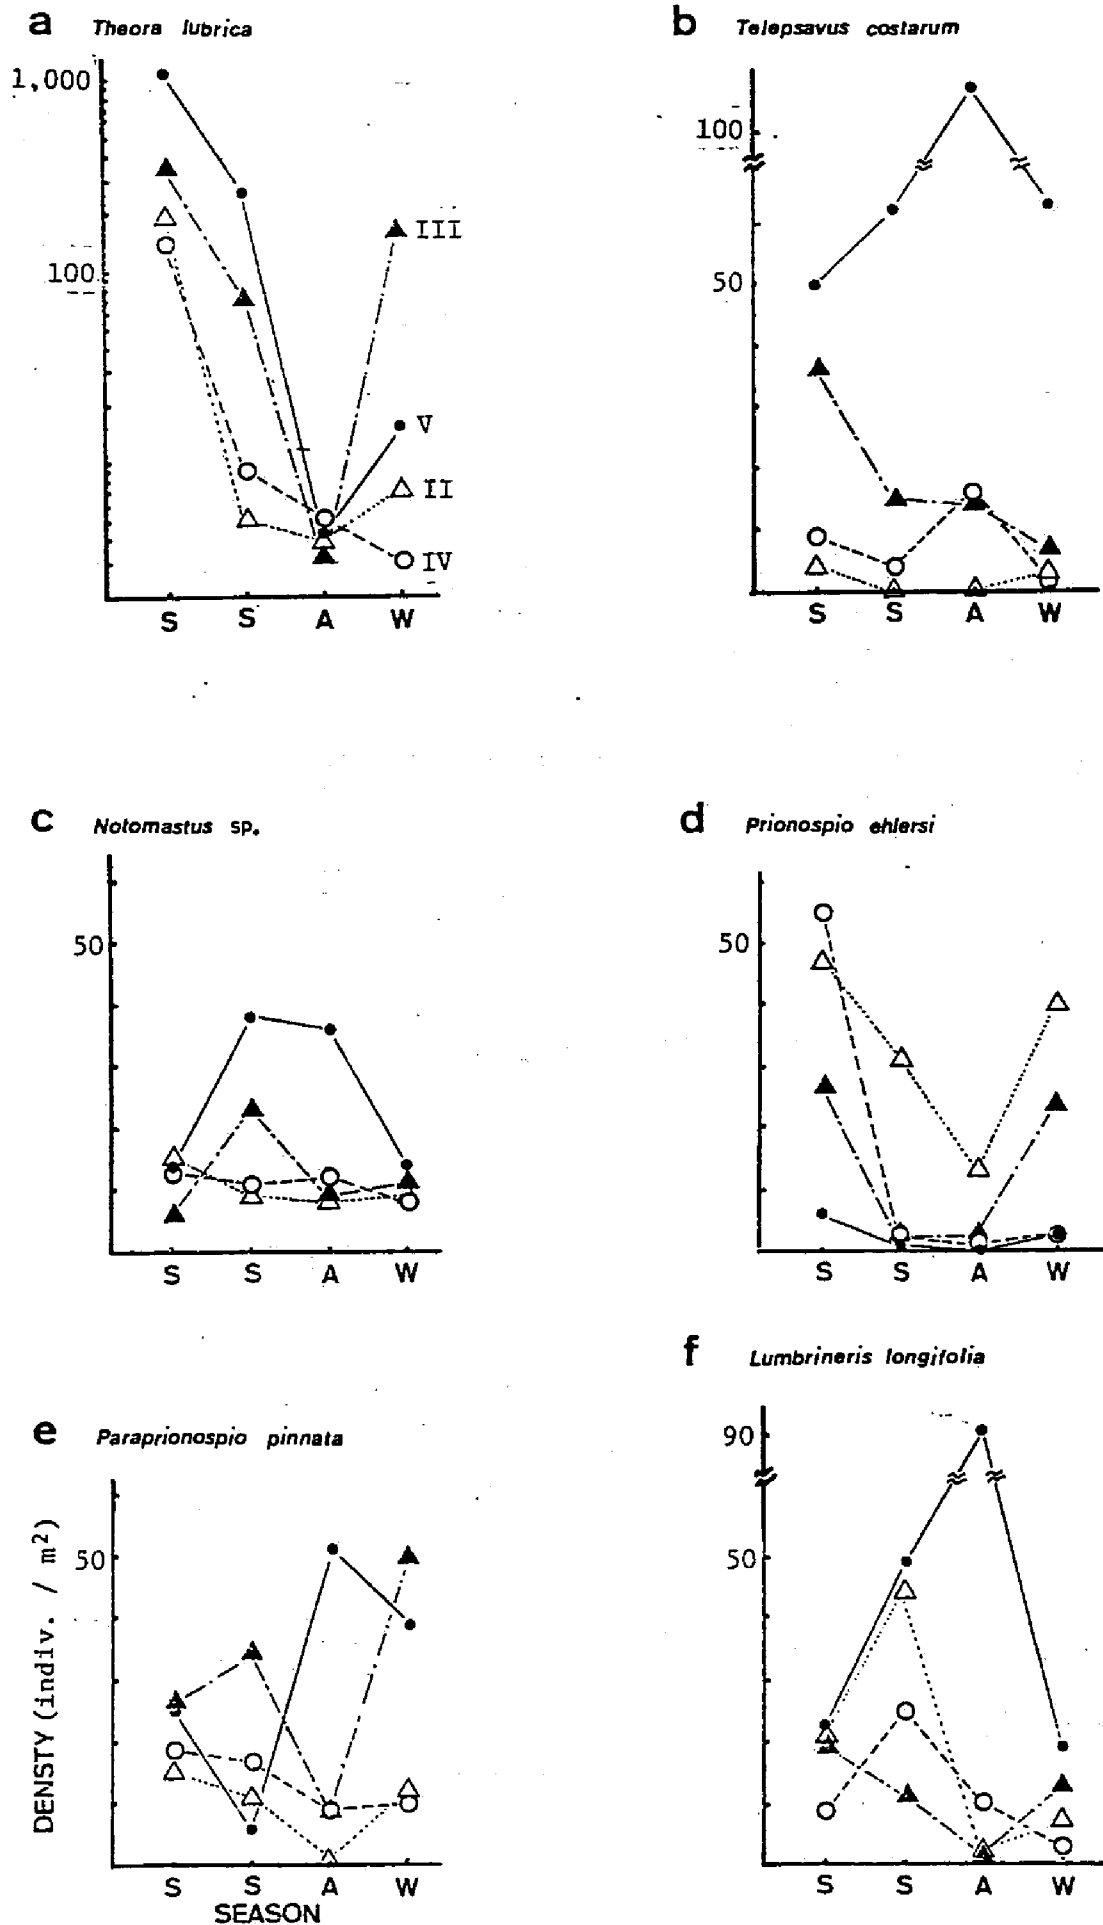 a Theora lubrica
1,000
100
III
V
II
IV
S S A W
b Telepsavus costarum
100
50
S S A W
c Notomastus sp.
50
S S A W
d Prionospio ehlersi
50
S S A W
e Paraprionospio pinnata
50
DENSTY (indiv. / m²)
S S A W
SEASON
f Lumbrineris longifolia
90
50
S S A W